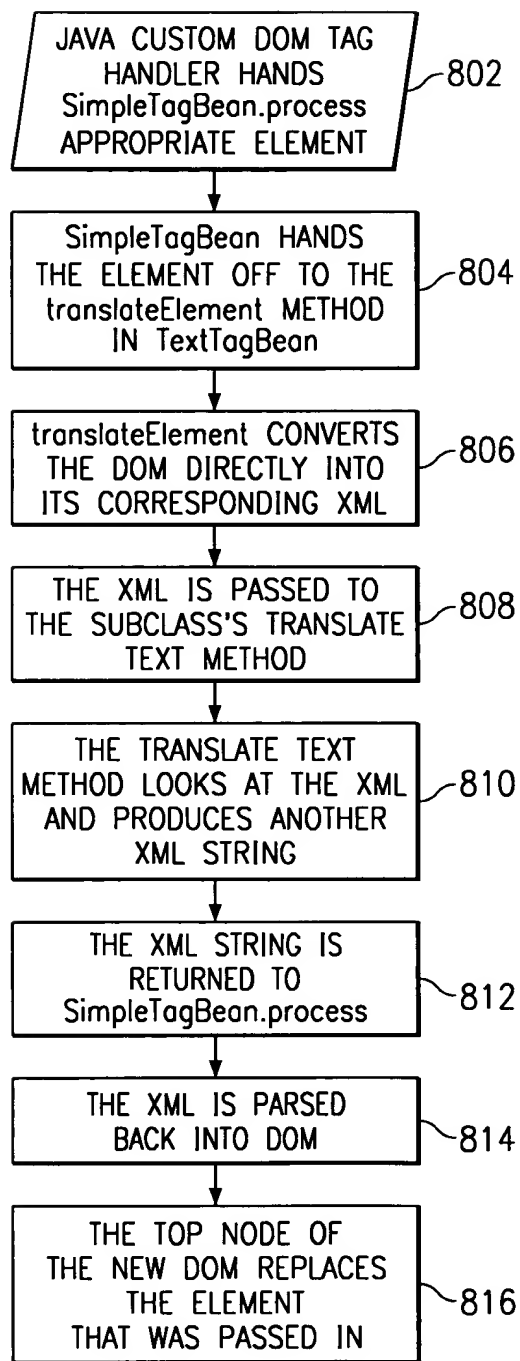 JAVA CUSTOM DOM TAG
HANDLER HANDS
SimpleTagBean.process
APPROPRIATE ELEMENT
802
SimpleTagBean HANDS
THE ELEMENT OFF TO THE
translateElement METHOD
IN TextTagBean
804
translateElement CONVERTS
THE DOM DIRECTLY INTO
ITS CORRESPONDING XML
806
THE XML IS PASSED TO
THE SUBCLASS'S TRANSLATE
TEXT METHOD
808
THE TRANSLATE TEXT
METHOD LOOKS AT THE XML
AND PRODUCES ANOTHER
XML STRING
810
THE XML STRING IS
RETURNED TO
SimpleTagBean.process
812
THE XML IS PARSED
BACK INTO DOM
814
THE TOP NODE OF
THE NEW DOM REPLACES
THE ELEMENT
THAT WAS PASSED IN
816